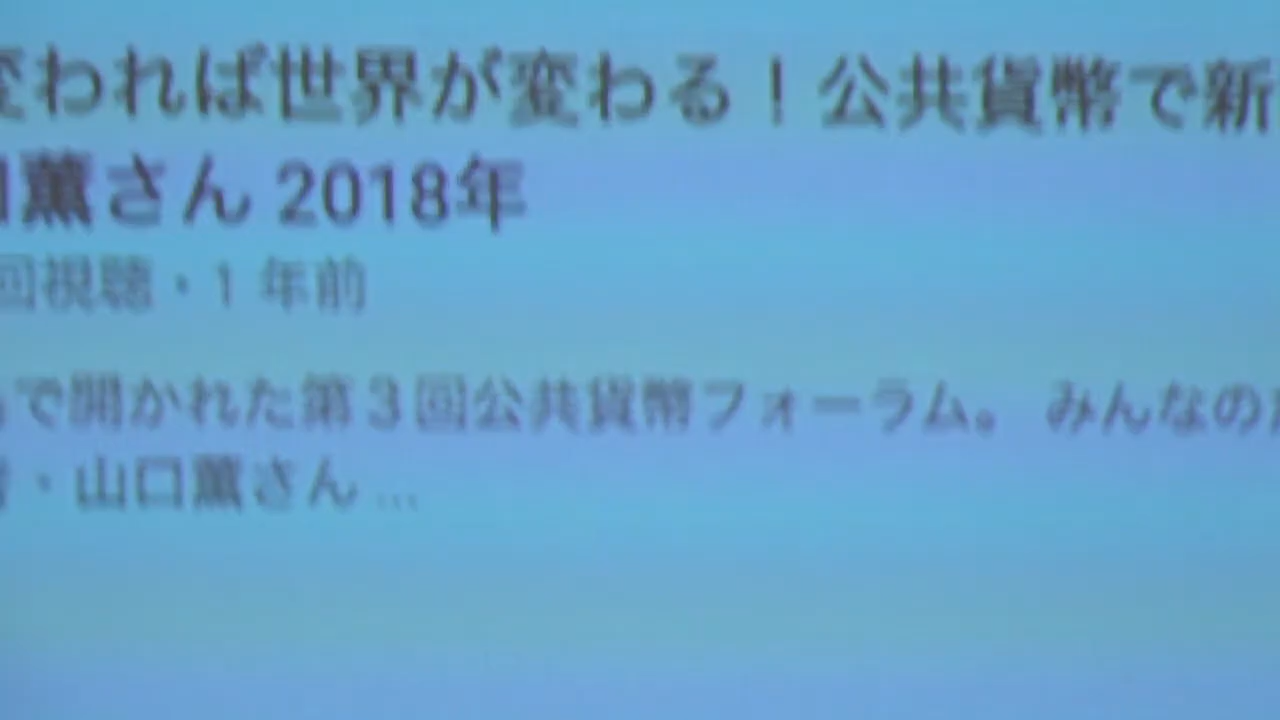 変われば世界が変わる！公共貨幣で新
口薫さん 2018年
回視聴・1 年前
で開かれた第３回公共貨幣フォーラム。 みんなの
・山口薫さん ...